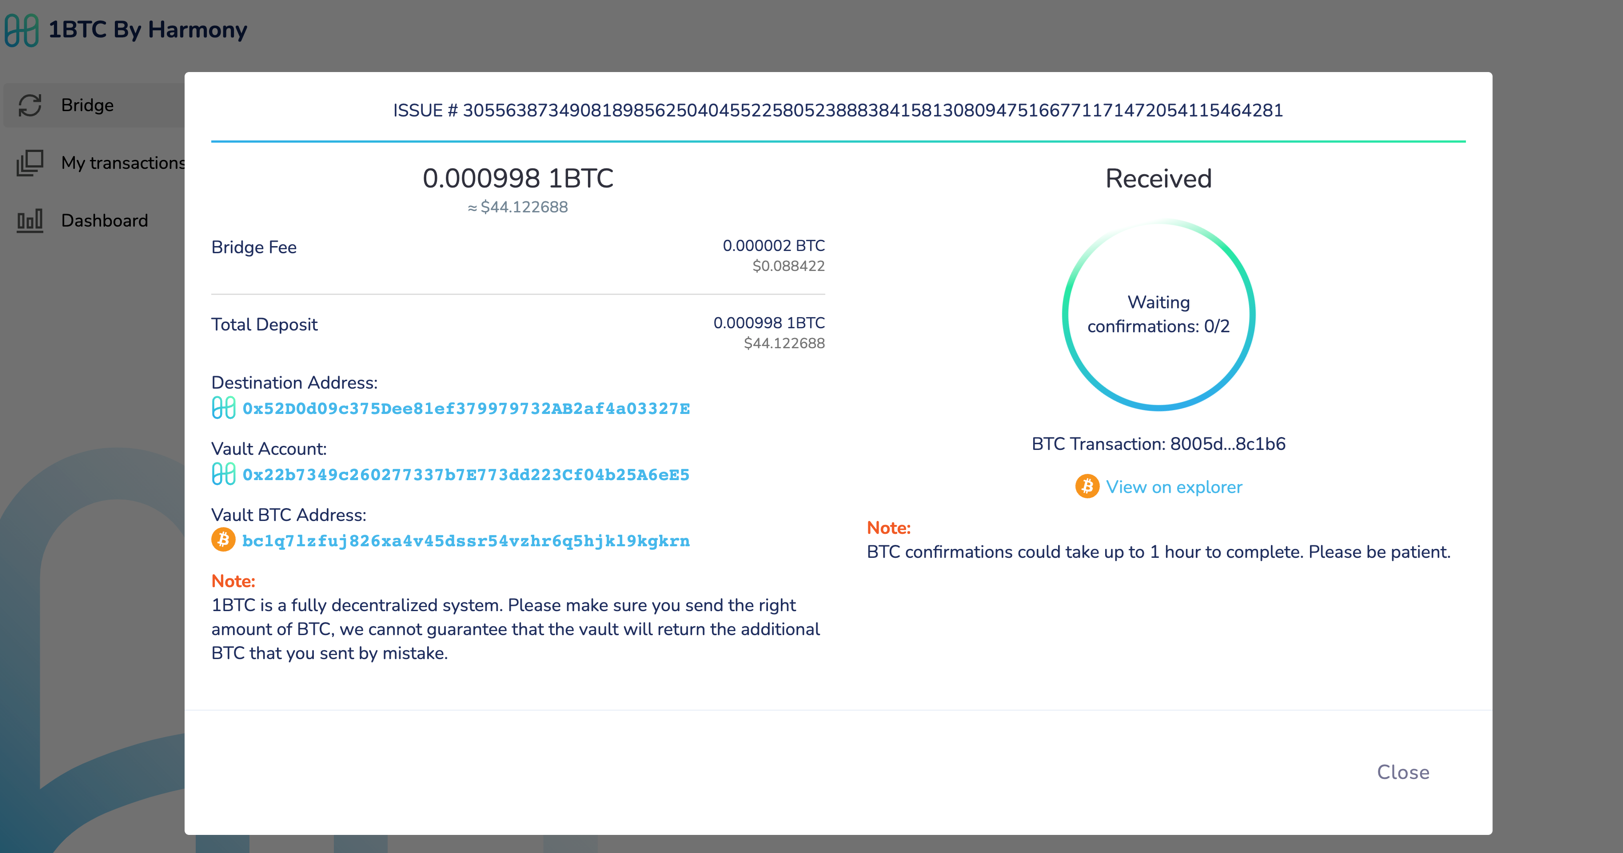 1BTC By Harmony
Bridge
My transactions
Dashboard
ISSUE # 30556387349081898562504045522580523888384158130809475166771171472054115464281
0.000998 1BTC
≈ $44.122688
Bridge Fee
0.000002 BTC
$0.088422
Total Deposit
0.000998 1BTC
$44.122688
Destination Address:
0x52D0d09c375Dee81ef379979732AB2af4a03327E
Vault Account:
0x22b7349c260277337b7E773dd223Cf04b25A6eE5
Vault BTC Address:
bc1q7lzfuj826xa4v45dssr54vzhr6q5hjkl9kgkrn
Note:
1BTC is a fully decentralized system. Please make sure you send the right
amount of BTC, we cannot guarantee that the vault will return the additional
BTC that you sent by mistake.
Received
Waiting
confirmations: 0/2
BTC Transaction: 8005d...8c1b6
View on explorer
Note:
BTC confirmations could take up to 1 hour to complete. Please be patient.
Close